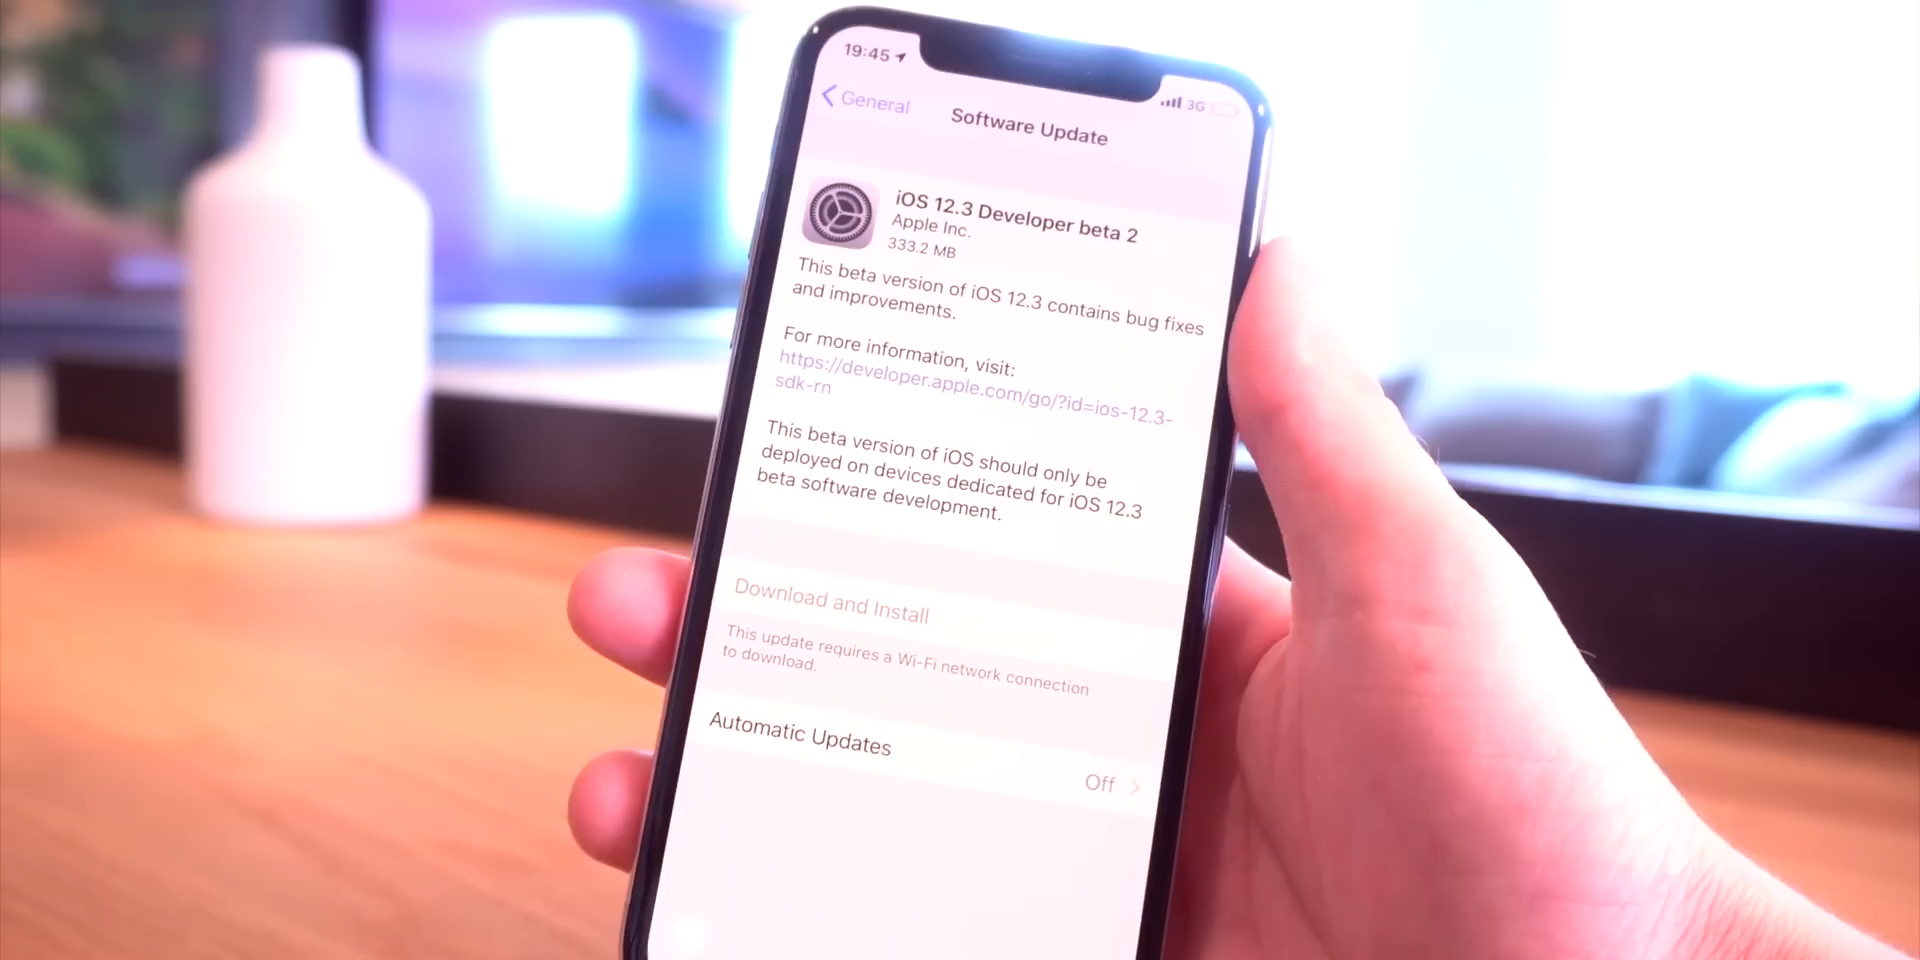 19:45
3G
General
Software Update
iOS 12.3 Developer beta 2
Apple Inc.
333.2 MB
This beta version of iOS 12.3 contains bug fixes
and improvements.
For more information, visit:
https://developer.apple.com/go/?id=ios-12.3-
sdk-rn
This beta version of iOS should only be
deployed on devices dedicated for iOS 12.3
beta software development.
Download and Install
This update requires a Wi-Fi network connection
to download.
Automatic Updates
Off